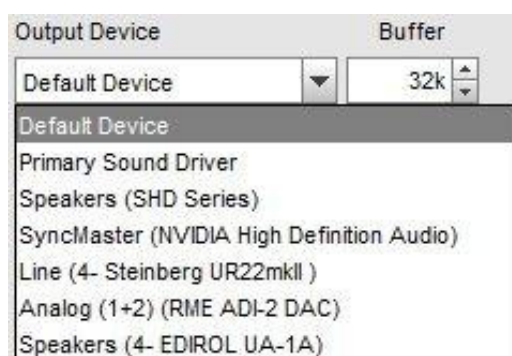 Output Device Buffer
Default Device 32k
Default Device
Primary Sound Driver
Speakers (SHD Series)
SyncMaster (NVIDIA High Definition Audio)
Line (4- Steinberg UR22mkII )
Analog (1+2) (RME ADI-2 DAC)
Speakers (4- EDIROL UA-1A)